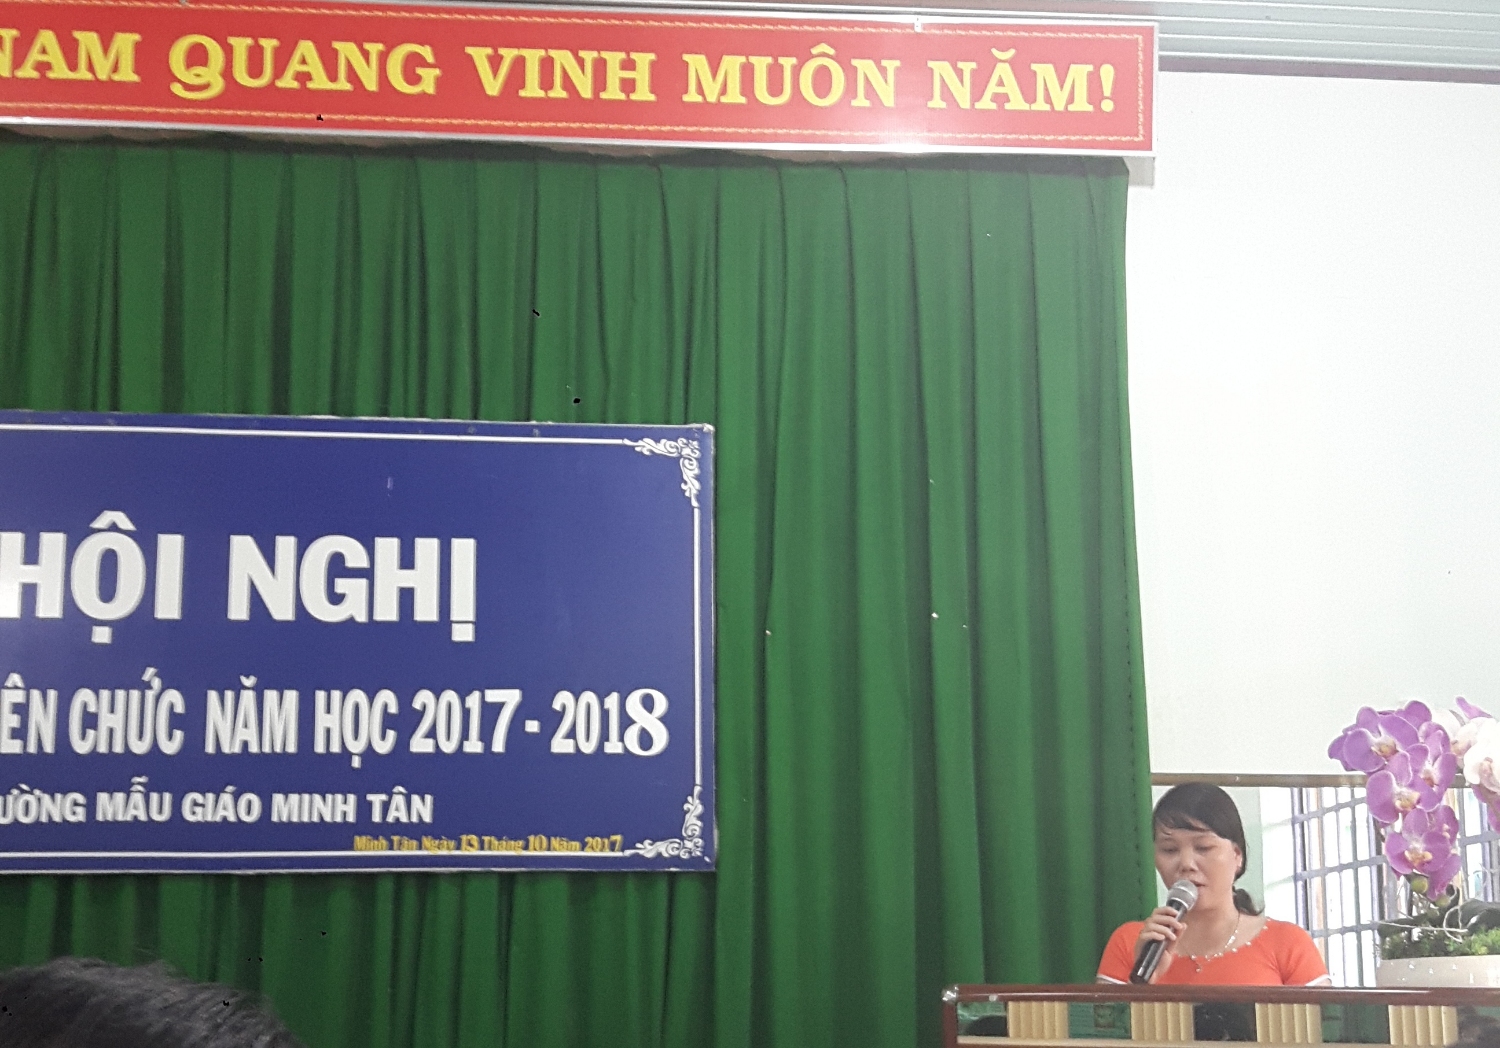 NAM QUANG VINH MUÔN NĂM!
HỘI NGHỊ
ÊN CHỨC NĂM HỌC 2017 - 2018
ƯỜNG MẪU GIÁO MINH TÂN
Minh Tân Ngày 13 Tháng 10 Năm 2017